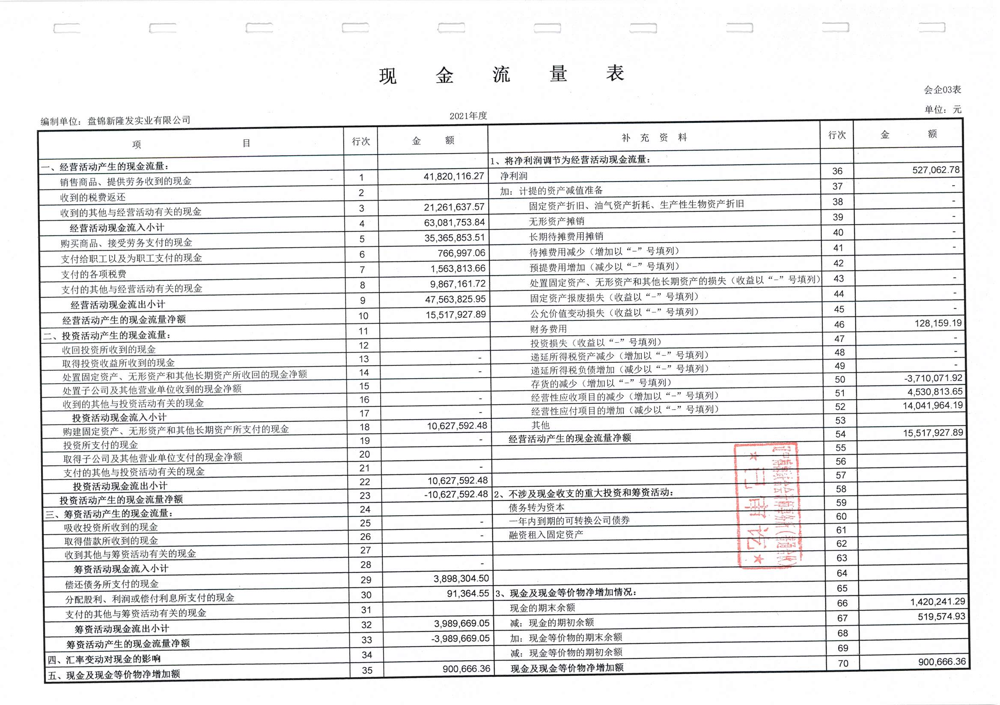 现 金 流 量 表
会企03表
编制单位：盘锦新隆发实业有限公司 2021年度 单位：元
项 目 行次 金 额 补 充 资 料 行次 金 额
一、经营活动产生的现金流量： 1、将净利润调节为经营活动现金流量：
销售商品、提供劳务收到的现金 1 41,820,116.27 净利润 36 527,062.78
收到的税费返还 2 加：计提的资产减值准备 37 -
收到的其他与经营活动有关的现金 3 21,261,637.57 固定资产折旧、油气资产折耗、生产性生物资产折旧 38 -
经营活动现金流入小计 4 63,081,753.84 无形资产摊销 39 -
购买商品、接受劳务支付的现金 5 35,365,853.51 长期待摊费用摊销 40 -
支付给职工以及为职工支付的现金 6 766,997.06 待摊费用减少（增加以“-”号填列） 41 -
支付的各项税费 7 1,563,813.66 预提费用增加（减少以“-”号填列） 42
支付的其他与经营活动有关的现金 8 9,867,161.72 处置固定资产、无形资产和其他长期资产的损失（收益以“-”号填列） 43 -
经营活动现金流出小计 9 47,563,825.95 固定资产报废损失（收益以“-”号填列） 44 -
经营活动产生的现金流量净额 10 15,517,927.89 公允价值变动损失（收益以“-”号填列） 45 -
二、投资活动产生的现金流量： 11 财务费用 46 128,159.19
收回投资所收到的现金 12 投资损失（收益以“-”号填列） 47 -
取得投资收益所收到的现金 13 - 递延所得税资产减少（增加以“-”号填列） 48 -
处置固定资产、无形资产和其他长期资产所收回的现金净额 14 - 递延所得税负债增加（减少以“-”号填列） 49 -
处置子公司及其他营业单位收到的现金净额 15 存货的减少（增加以“-”号填列） 50 -3,710,071.92
收到的其他与投资活动有关的现金 16 - 经营性应收项目的减少（增加以“-”号填列） 51 4,530,813.65
投资活动现金流入小计 17 - 经营性应付项目的增加（减少以“-”号填列） 52 14,041,964.19
购建固定资产、无形资产和其他长期资产所支付的现金 18 10,627,592.48 其他 53
投资所支付的现金 19 - 经营活动产生的现金流量净额 54 15,517,927.89
取得子公司及其他营业单位支付的现金净额 20 55
支付的其他与投资活动有关的现金 21 - 56
投资活动现金流出小计 22 10,627,592.48 57
投资活动产生的现金流量净额 23 -10,627,592.48 2、不涉及现金收支的重大投资和筹资活动： 58
三、筹资活动产生的现金流量： 24 债务转为资本 59
吸收投资所收到的现金 25 - 一年内到期的可转换公司债券 60
取得借款所收到的现金 26 - 融资租入固定资产 61
收到其他与筹资活动有关的现金 27 62
筹资活动现金流入小计 28 - 63
偿还债务所支付的现金 29 3,898,304.50 64
分配股利、利润或偿付利息所支付的现金 30 91,364.55 3、现金及现金等价物净增加情况： 65
支付的其他与筹资活动有关的现金 31 现金的期末余额 66 1,420,241.29
筹资活动现金流出小计 32 3,989,669.05 减：现金的期初余额 67 519,574.93
筹资活动产生的现金流量净额 33 -3,989,669.05 加：现金等价物的期末余额 68
四、汇率变动对现金的影响 34 减：现金等价物的期初余额 69
五、现金及现金等价物净增加额 35 900,666.36 现金及现金等价物净增加额 70 900,666.36